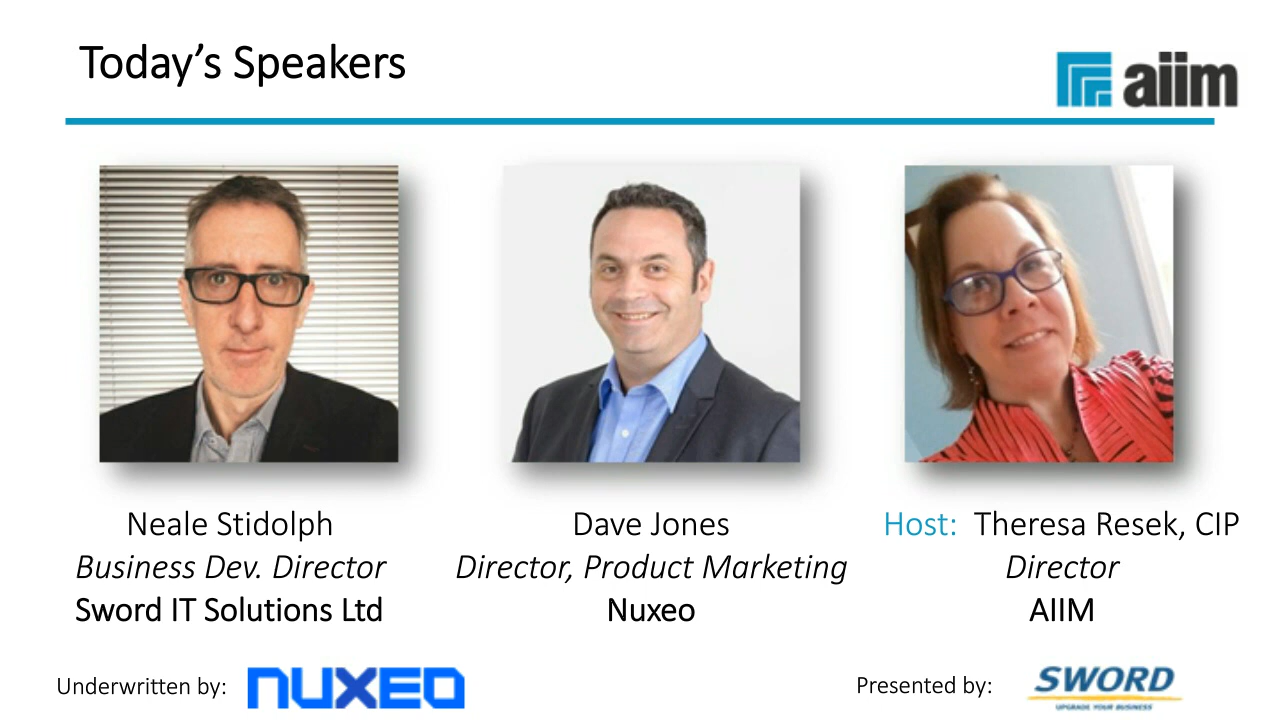 Today's Speakers
aiim
Neale Stidolph
Business Dev. Director
Sword IT Solutions Ltd
Dave Jones
Director, Product Marketing
Nuxeo
Host: Theresa Resek, CIP
Director
AIIM
Underwritten by:
nuxeo
Presented by:
SWORD
UPGRADE YOUR BUSINESS